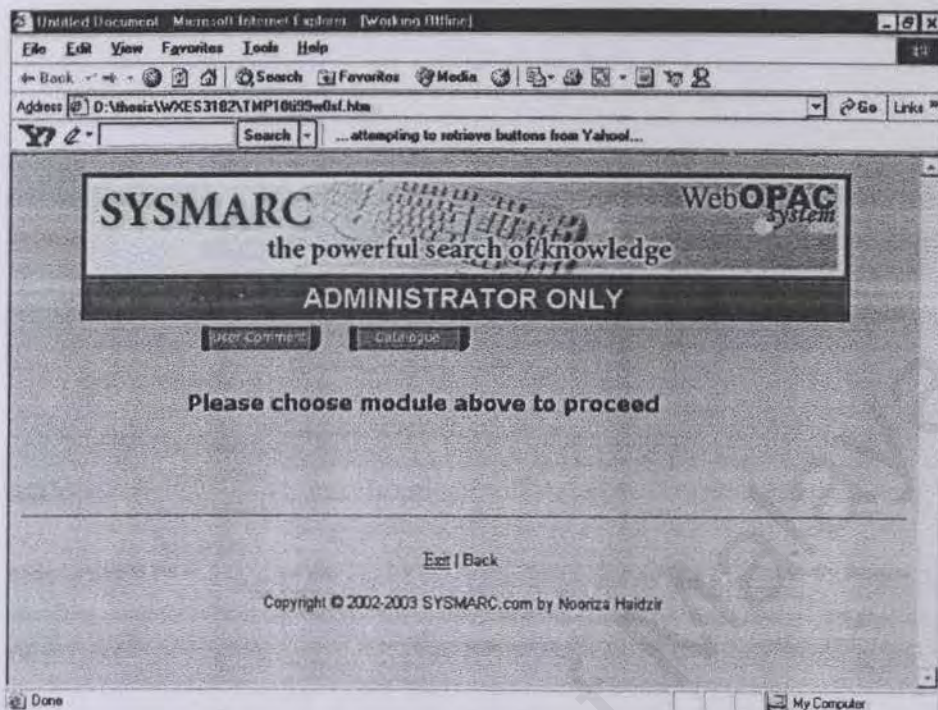 Untitled Document - Microsoft Internet Explorer - [Working Offline]
File Edit View Favorites Tools Help
Back Search Favorites Media
Address D:\thesis\WXES3182\ Go Links »
Y! Search ...attempting to retrieve buttons from Yahoo!...
SYSMARC
WebOPAC
system
the powerful search of knowledge
ADMINISTRATOR ONLY
User Comment Catalogue
Please choose module above to proceed
Exit | Back
Copyright © 2002-2003 SYSMARC.com by Nooriza Haidzir
Done My Computer